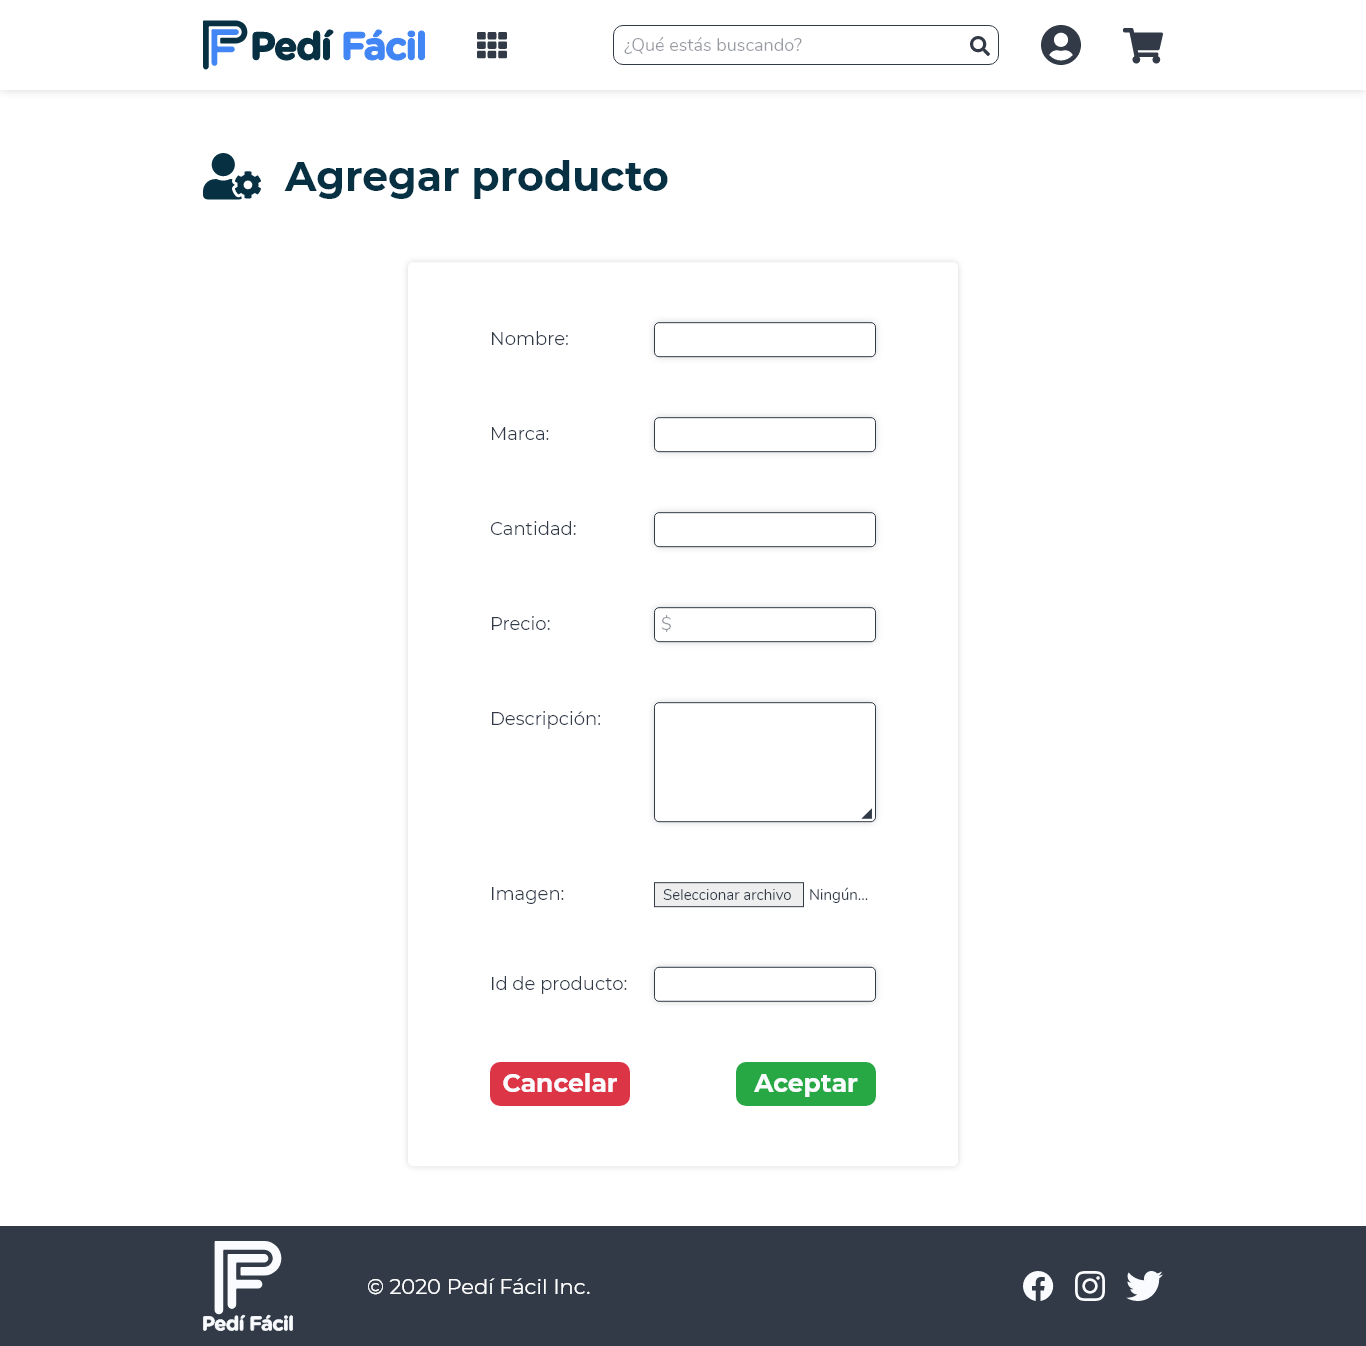 Pedí Fácil
¿Qué estás buscando?
Agregar producto
Nombre:
Marca:
Cantidad:
Precio: $
Descripción:
Imagen: Seleccionar archivo Ningún...
Id de producto:
Cancelar Aceptar
Pedí Fácil
© 2020 Pedí Fácil Inc.